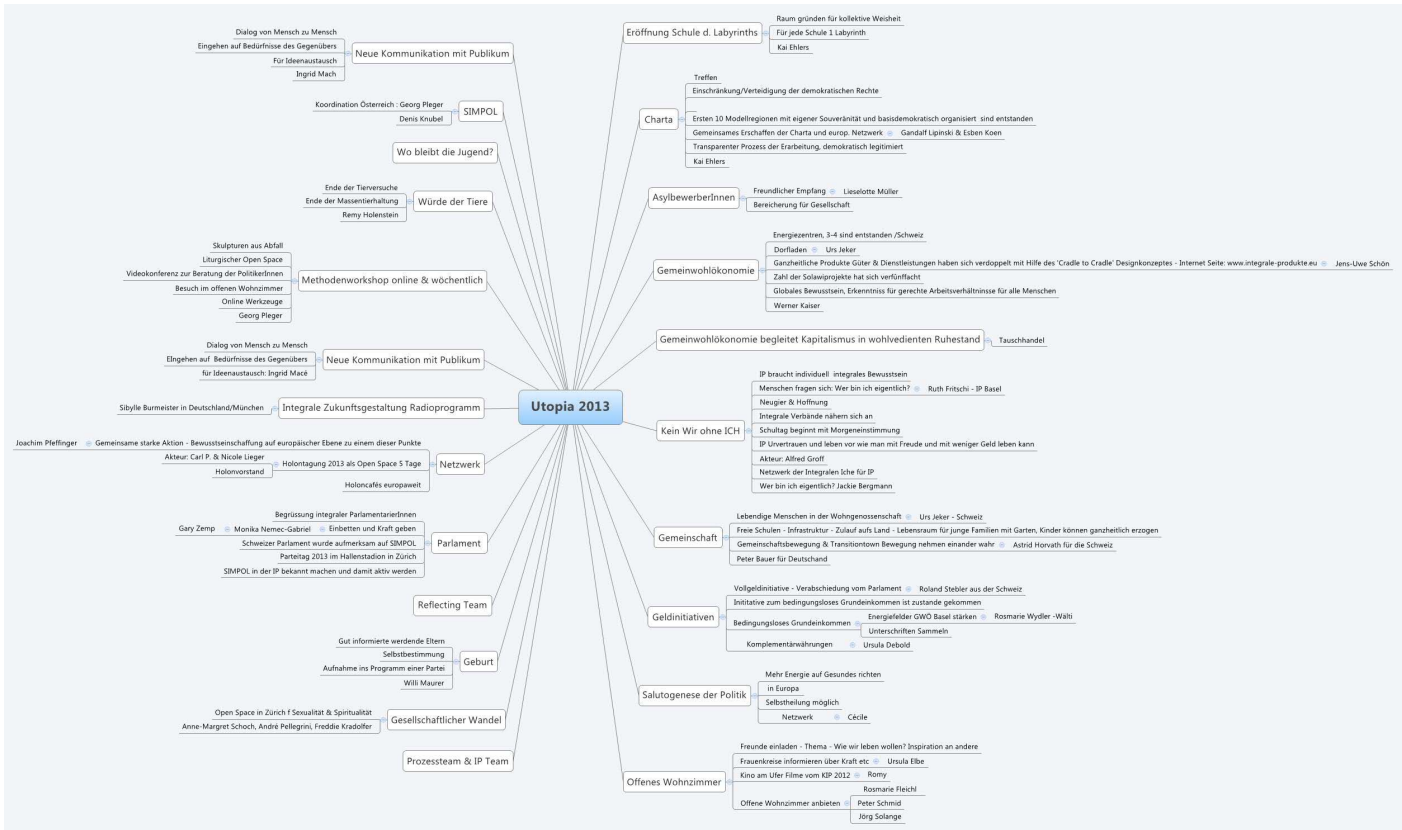 Utopia 2013
Neue Kommunikation mit Publikum
Dialog von Mensch zu Mensch
Eingehen auf Bedürfnisse des Gegenübers
Für Ideenaustausch
Ingrid Mach
SIMPOL
Koordination Österreich : Georg Pleger
Denis Knubel
Wo bleibt die Jugend?
Würde der Tiere
Ende der Tierversuche
Ende der Massentierhaltung
Remy Holenstein
Methodenworkshop online & wöchentlich
Skulpturen aus Abfall
Liturgischer Open Space
Videokonferenz zur Beratung der PolitikerInnen
Besuch im offenen Wohnzimmer
Online Werkzeuge
Georg Pleger
Neue Kommunikation mit Publikum
Dialog von Mensch zu Mensch
EIngehen auf Bedürfnisse des Gegenübers
für Ideenaustausch: Ingrid Macé
Integrale Zukunftsgestaltung Radioprogramm
Sibylle Burmeister in Deutschland/München
Netzwerk
Gemeinsame starke Aktion - Bewusstseinschaffung auf europäischer Ebene zu einem dieser Punkte
Joachim Pfeffinger
Holontagung 2013 als Open Space 5 Tage
Akteur: Carl P. & Nicole Lieger
Holonvorstand
Holoncafés europaweit
Parlament
Begrüssung integraler ParlamentarierInnen
Einbetten und Kraft geben
Monika Nemec-Gabriel
Gary Zemp
Schweizer Parlament wurde aufmerksam auf SIMPOL
Parteitag 2013 im Hallenstadion in Zürich
SIMPOL in der IP bekannt machen und damit aktiv werden
Reflecting Team
Geburt
Gut informierte werdende Eltern
Selbstbestimmung
Aufnahme ins Programm einer Partei
Willi Maurer
Gesellschaftlicher Wandel
Open Space in Zürich f Sexualität & Spiritualität
Anne-Margret Schoch, André Pellegrini, Freddie Kradolfer
Prozessteam & IP Team
Eröffnung Schule d. Labyrinths
Raum gründen für kollektive Weisheit
Für jede Schule 1 Labyrinth
Kai Ehlers
Charta
Treffen
Einschränkung/Verteidigung der demokratischen Rechte
Ersten 10 Modellregionen mit eigener Souveränität und basisdemokratisch organisiert sind entstanden
Gemeinsames Erschaffen der Charta und europ. Netzwerk
Gandalf Lipinski & Esben Koen
Transparenter Prozess der Erarbeitung, demokratisch legitimiert
Kai Ehlers
AsylbewerberInnen
Freundlicher Empfang
Lieselotte Müller
Bereicherung für Gesellschaft
Gemeinwohlökonomie
Energiezentren, 3-4 sind entstanden /Schweiz
Dorfladen
Urs Jeker
Ganzheitliche Produkte Güter & Dienstleistungen haben sich verdoppelt mit Hilfe des 'Cradle to Cradle' Designkonzeptes - Internet Seite: www.integrale-produkte.eu
Jens-Uwe Schön
Zahl der Solawiprojekte hat sich verfünffacht
Globales Bewusstsein, Erkenntniss für gerechte Arbeitsverhältninsse für alle Menschen
Werner Kaiser
Gemeinwohlökonomie begleitet Kapitalismus in wohlvedienten Ruhestand
Tauschhandel
Kein Wir ohne ICH
IP braucht individuell integrales Bewusstsein
Menschen fragen sich: Wer bin ich eigentlich?
Ruth Fritschi - IP Basel
Neugier & Hoffnung
Integrale Verbände nähern sich an
Schultag beginnt mit Morgeneinstimmung
IP Urvertrauen und leben vor wie man mit Freude und mit weniger Geld leben kann
Akteur: Alfred Groff
Netzwerk der Integralen Iche für IP
Wer bin ich eigentlich? Jackie Bergmann
Gemeinschaft
Lebendige Menschen in der Wohngenossenschaft
Urs Jeker - Schweiz
Freie Schulen - Infrastruktur - Zulauf aufs Land - Lebensraum für junge Familien mit Garten, Kinder können ganzheitlich erzogen
Gemeinschaftsbewegung & Transitiontown Bewegung nehmen einander wahr
Astrid Horvath für die Schweiz
Peter Bauer für Deutschand
Geldinitiativen
Vollgeldinitiative - Verabschiedung vom Parlament
Roland Stebler aus der Schweiz
Inititative zum bedingungsloses Grundeinkommen ist zustande gekommen
Bedingungsloses Grundeinkommen
Energiefelder GWÖ Basel stärken
Rosmarie Wydler -Wälti
Unterschriften Sammeln
Komplementärwährungen
Ursula Debold
Salutogenese der Politik
Mehr Energie auf Gesundes richten
in Europa
Selbstheilung möglich
Netzwerk
Cécile
Offenes Wohnzimmer
Freunde einladen - Thema - Wie wir leben wollen? Inspiration an andere
Frauenkreise informieren über Kraft etc
Ursula Elbe
Kino am Ufer Filme vom KIP 2012
Romy
Offene Wohnzimmer anbieten
Rosmarie Fleichl
Peter Schmid
Jörg Solange